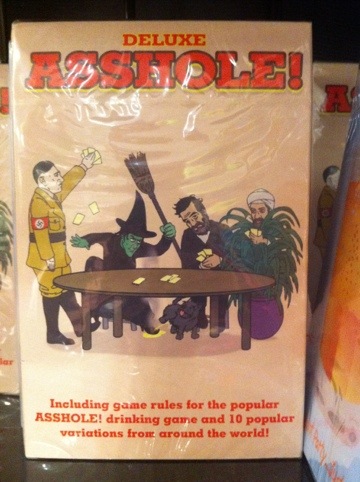 DELUXE
ASSHOLE!
Including game rules for the popular
ASSHOLE! drinking game and 10 popular
variations from around the world!